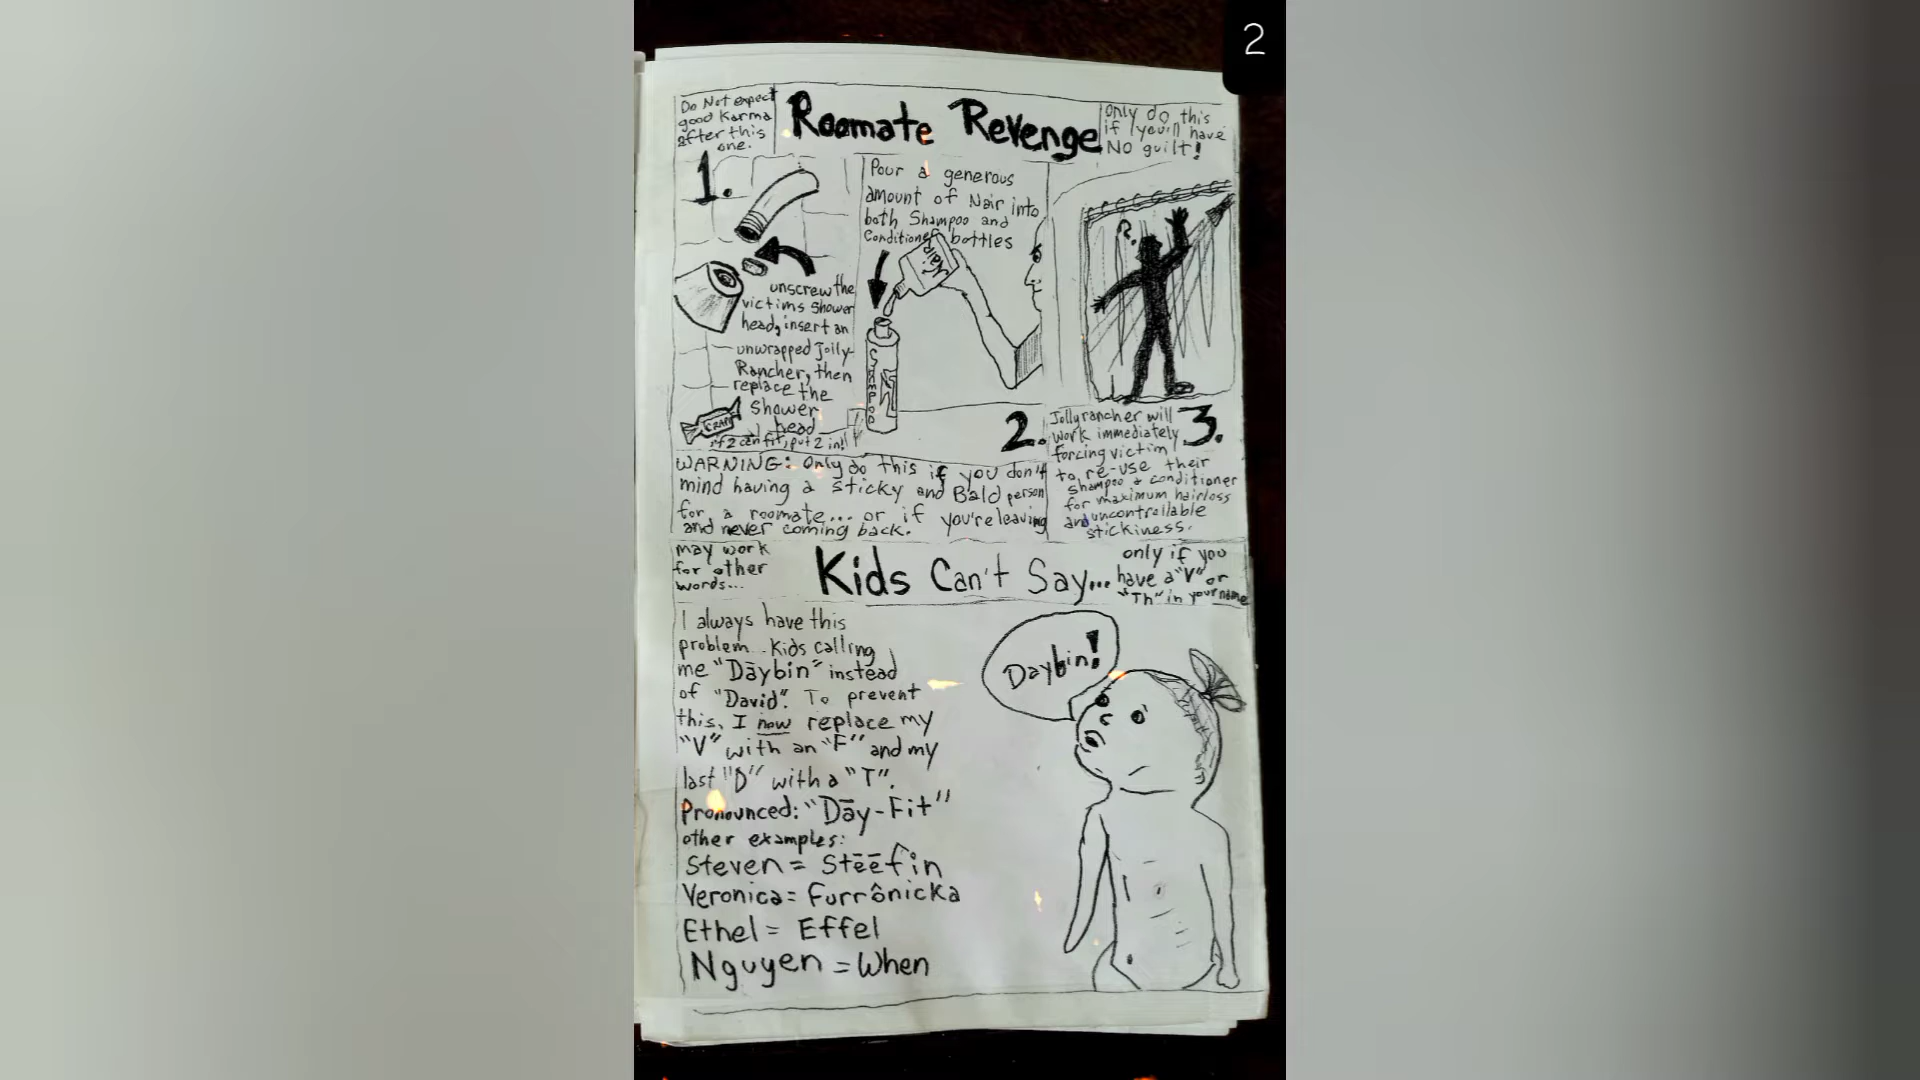 2
Do Not expect
good Karma
after this
one.
Roomate Revenge
Only do this
if you'll have
No guilt!
1.
unscrew the
victims shower
head, insert an
unwrapped Jolly
Rancher, then
replace the
Shower
head
if 2 can fit, put 2 in!
Pour a generous
amount of Nair into
both Shampoo and
Conditioner bottles
Nair
2.
?
Jollyrancher will
work immediately
forcing victim
to re-use their
shampoo & conditioner
for maximum hairloss
and uncontrollable
stickiness.
3.
WARNING: Only do this if you don't
mind having a sticky and Bald person
for a roomate... or if you're leaving
and never coming back.
may work
for other
words...
Kids Can't Say...
only if you
have a "V" or
"Th" in your name
I always have this
problem... Kids calling
me "Dāybin" instead
of "David". To prevent
this, I now replace my
"V" with an "F" and my
last "D" with a "T".
Pronounced: "Dāy-Fit"
other examples:
Steven = Stēēfîn
Veronica = Furrônicka
Ethel = Effel
Nguyen = When
Daybin!